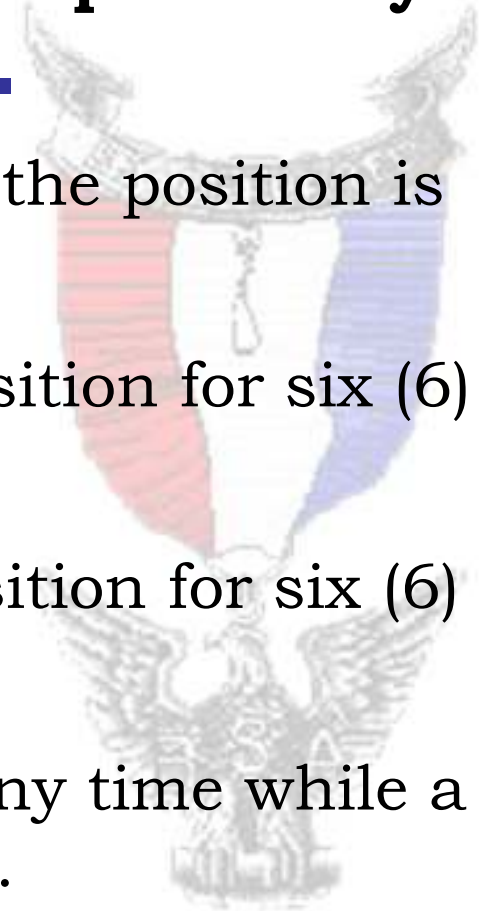 the position is
sition for six (6)
sition for six (6)
ny time while a
.